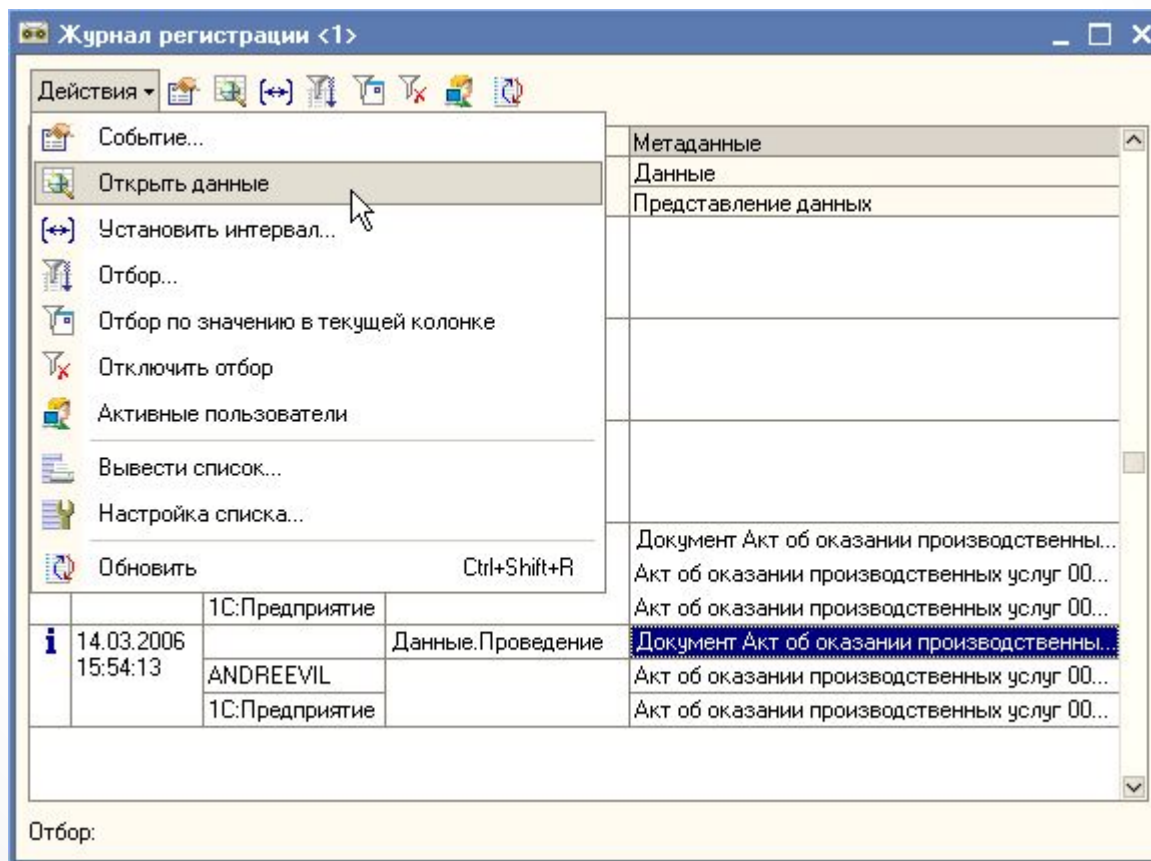 Журнал регистрации <1>
Действия
Событие...
Открыть данные
Установить интервал...
Отбор...
Отбор по значению в текущей колонке
Отключить отбор
Активные пользователи
Вывести список...
Настройка списка...
Обновить Ctrl+Shift+R
Метаданные
Данные
Представление данных
Документ Акт об оказании производственны...
Акт об оказании производственных услуг 00...
1С:Предприятие Акт об оказании производственных услуг 00...
14.03.2006 Данные.Проведение Документ Акт об оказании производственны...
15:54:13 ANDREEVIL Акт об оказании производственных услуг 00...
1С:Предприятие Акт об оказании производственных услуг 00...
Отбор: